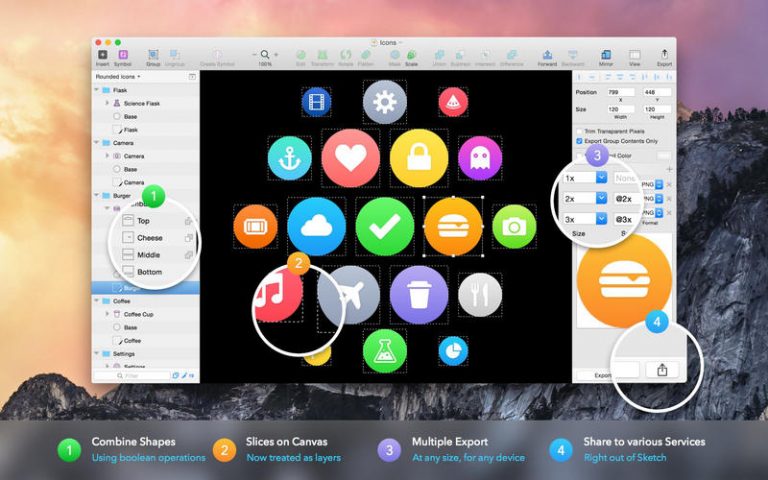 Icons
Insert
Symbol
Group
Ungroup
Create Symbol
100%
Edit
Transform
Rotate
Flatten
Mask
Scale
Union
Subtract
Intersect
Difference
Forward
Backward
Mirror
View
Export
Rounded Icons
Flask
Science Flask
Base
Flask
Camera
Camera
Base
Camera
Burger
Top
Cheese
Middle
Bottom
Coffee
Coffee Cup
Base
Coffee
Settings
Settings
Filter
Position
799
448
X
Y
Size
120
120
Width
Height
Trim Transparent Pixels
Export Group Contents Only
Color
1x
None
PNG
2x
@2x
PNG
3x
@3x
PNG
Size
Export
1
2
3
4
1 Combine Shapes
Using boolean operations
2 Slices on Canvas
Now treated as layers
3 Multiple Export
At any size, for any device
4 Share to various Services
Right out of Sketch